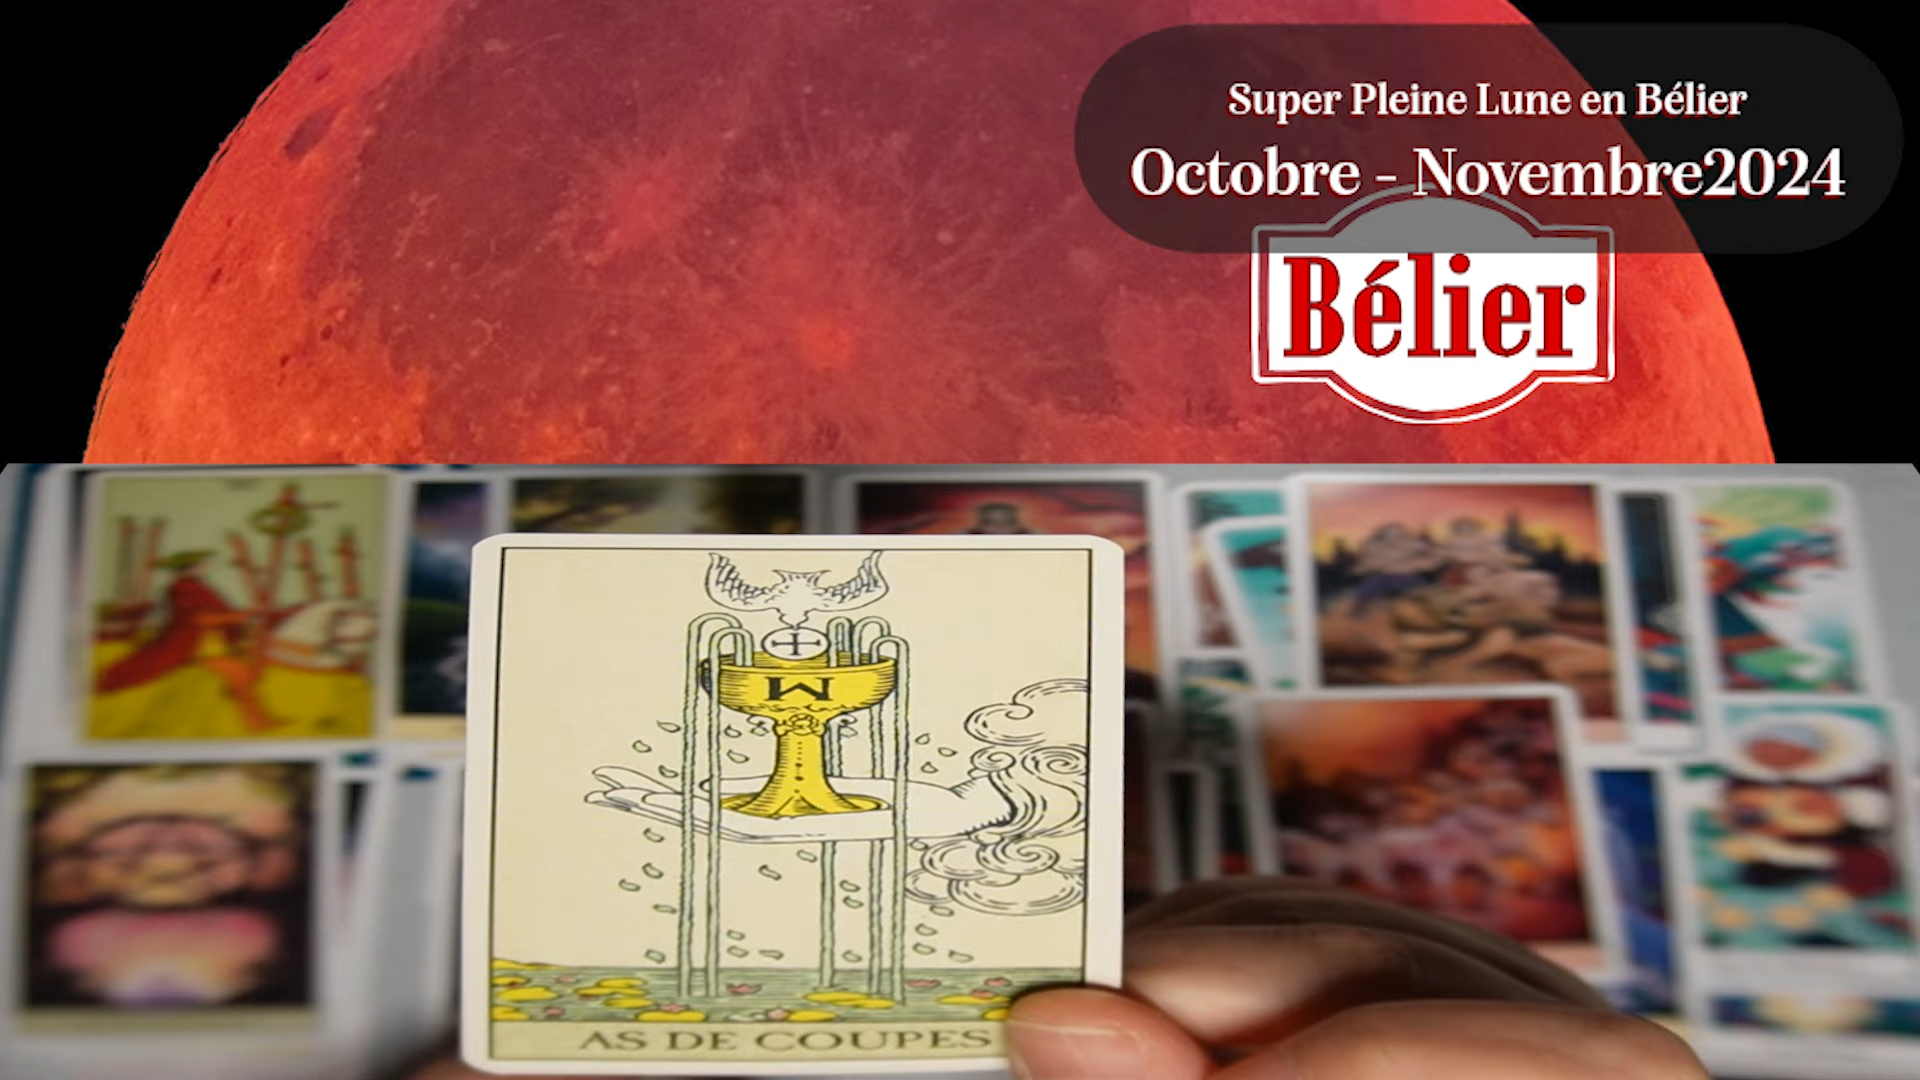 Super Pleine Lune en Bélier
Octobre - Novembre2024
Bélier
M
AS DE COUPES